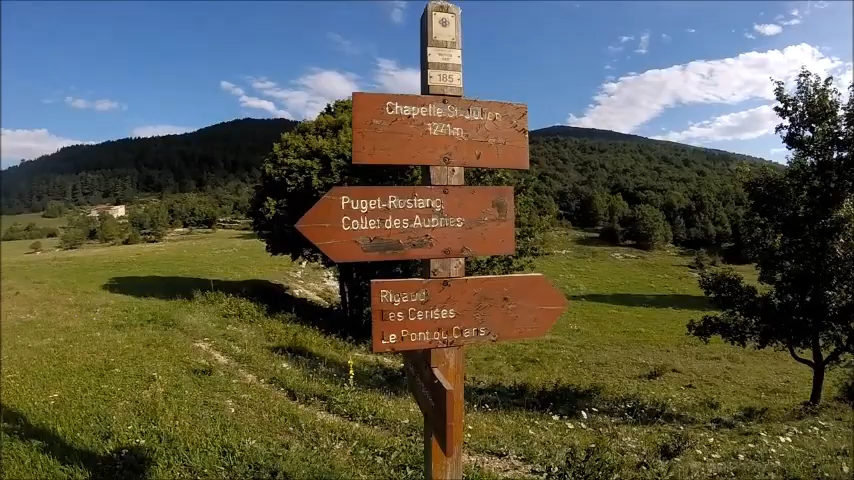 185
Chapelle St-Julien
1241m
Puget-Rostang
Collet des Aubries
Rigaud
Les Cerises
Le Pont du Cians